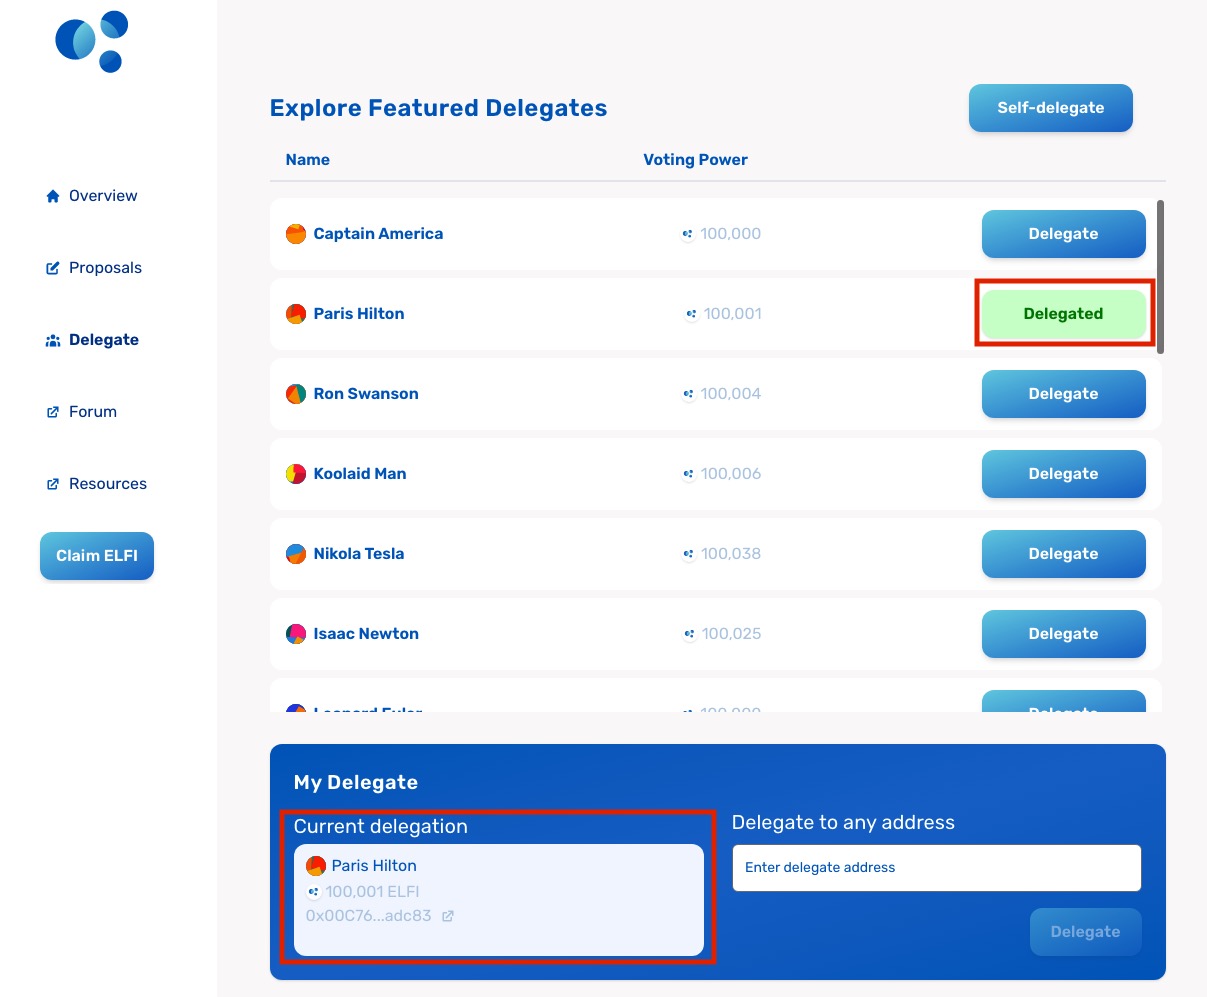 Explore Featured Delegates
Self-delegate
Name Voting Power
Overview
Proposals
Delegate
Forum
Resources
Claim ELFI
Captain America 100,000 Delegate
Paris Hilton 100,001 Delegated
Ron Swanson 100,004 Delegate
Koolaid Man 100,006 Delegate
Nikola Tesla 100,038 Delegate
Isaac Newton 100,025 Delegate
Delegate
My Delegate
Current delegation
Paris Hilton
100,001 ELFI
0x00C76...adc83
Delegate to any address
Enter delegate address
Delegate